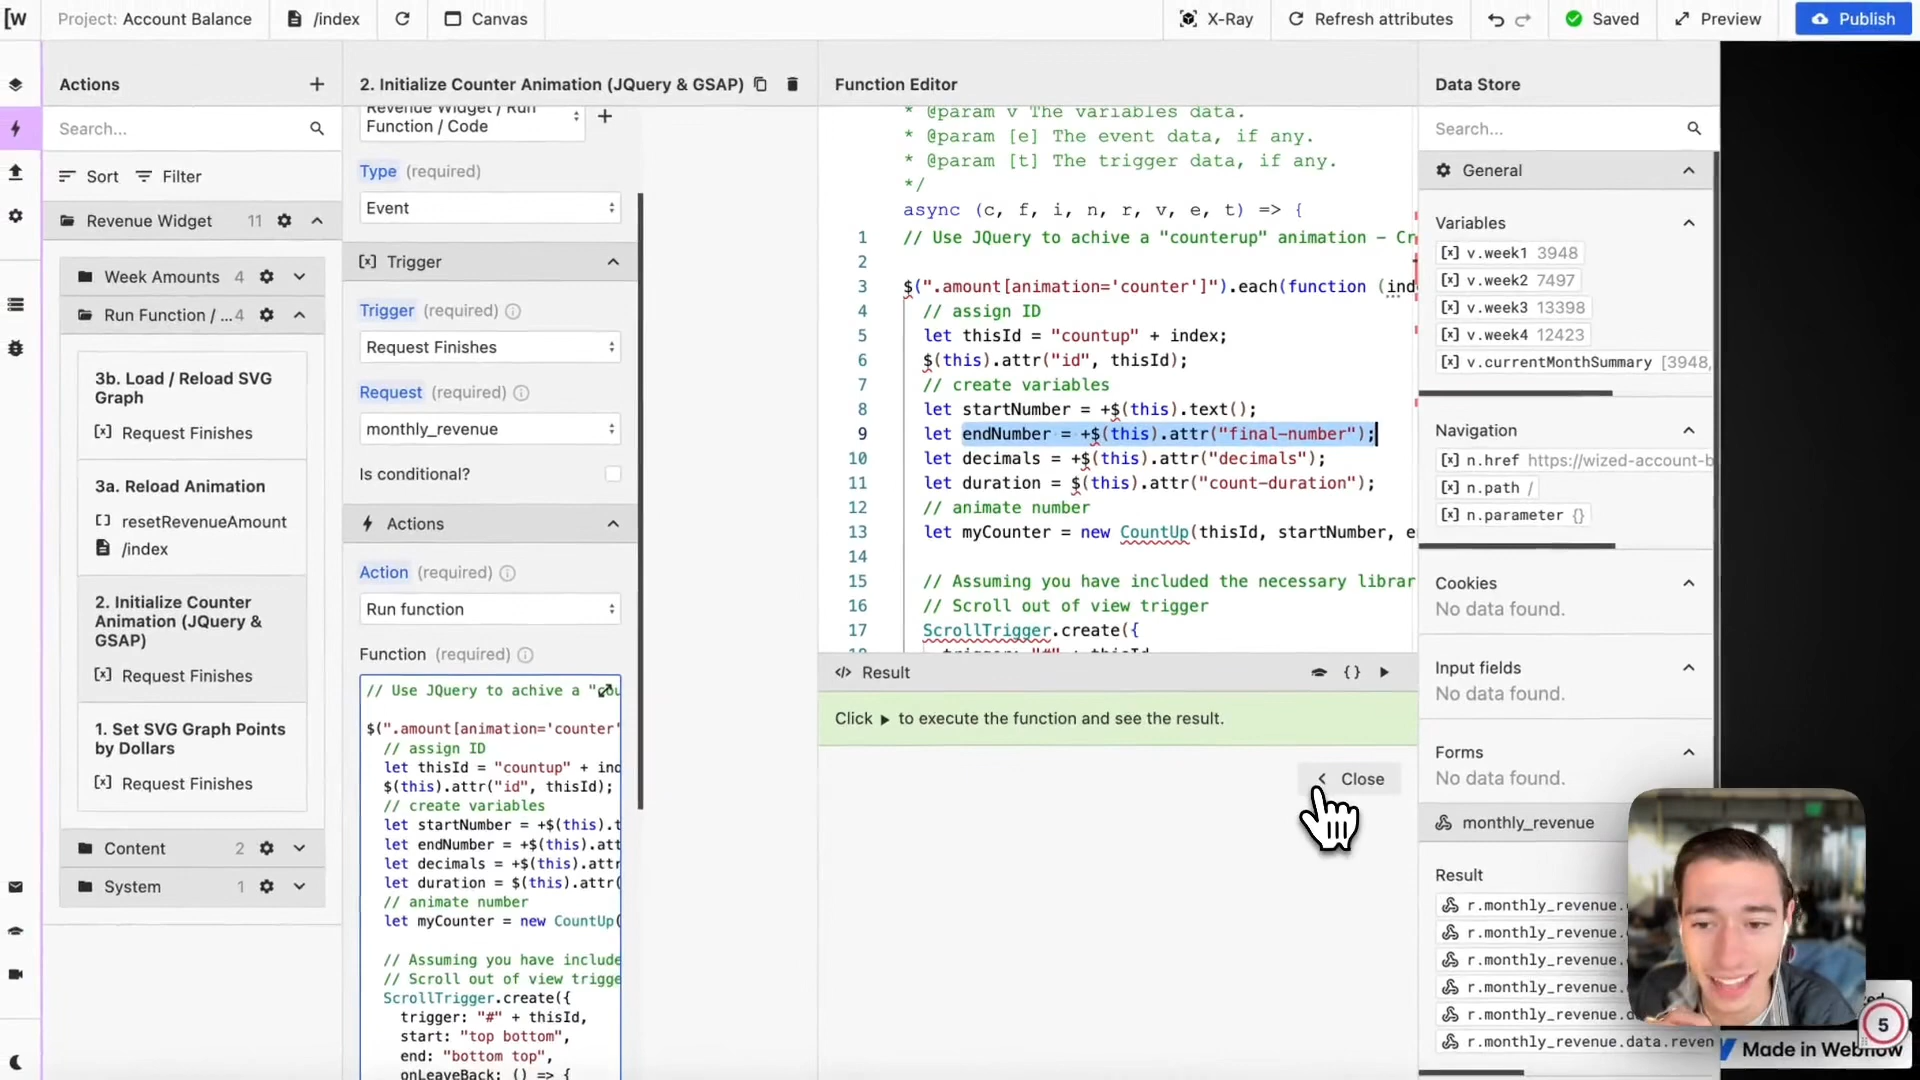 [W
Project: Account Balance
/index
Canvas
X-Ray
Refresh attributes
Saved
Preview
Publish
Actions
Search...
Sort
Filter
Revenue Widget 11
Week Amounts 4
Run Function / ... 4
3b. Load / Reload SVG
Graph
Request Finishes
3a. Reload Animation
resetRevenueAmount
/index
2. Initialize Counter
Animation (JQuery &
GSAP)
Request Finishes
1. Set SVG Graph Points
by Dollars
Request Finishes
Content 2
System 1
2. Initialize Counter Animation (JQuery & GSAP)
Revenue Widget / Run
Function / Code
Type (required)
Event
[x] Trigger
Trigger (required)
Request Finishes
Request (required)
monthly_revenue
Is conditional?
Actions
Action (required)
Run function
Function (required)
// Use JQuery to achive a "cou
$(".amount[animation='counter'
// assign ID
let thisId = "countup" + ind
$(this).attr("id", thisId);
// create variables
let startNumber = +$(this).t
let endNumber = +$(this).att
let decimals = +$(this).attr
let duration = $(this).attr(
// animate number
let myCounter = new CountUp(
// Assuming you have include
// Scroll out of view trigge
ScrollTrigger.create({
trigger: "#" + thisId,
start: "top bottom",
end: "bottom top",
onLeaveBack: () => {
Function Editor
* @param v The variables data.
* @param [e] The event data, if any.
* @param [t] The trigger data, if any.
*/
async (c, f, i, n, r, v, e, t) => {
1 // Use JQuery to achive a "counterup" animation - Cr
2
3 $(".amount[animation='counter']").each(function (ind
4 // assign ID
5 let thisId = "countup" + index;
6 $(this).attr("id", thisId);
7 // create variables
8 let startNumber = +$(this).text();
9 let endNumber = +$(this).attr("final-number");
10 let decimals = +$(this).attr("decimals");
11 let duration = $(this).attr("count-duration");
12 // animate number
13 let myCounter = new CountUp(thisId, startNumber, e
14
15 // Assuming you have included the necessary librar
16 // Scroll out of view trigger
17 ScrollTrigger.create({
</> Result
{ }
Click ▶ to execute the function and see the result.
Close
Data Store
Search...
General
Variables
[x] v.week1 3948
[x] v.week2 7497
[x] v.week3 13398
[x] v.week4 12423
[x] v.currentMonthSummary [3948,
Navigation
[x] n.href https://wized-account-b
[x] n.path /
[x] n.parameter {}
Cookies
No data found.
Input fields
No data found.
Forms
No data found.
monthly_revenue
Result
r.monthly_revenue.
r.monthly_revenue.
r.monthly_revenue.
r.monthly_revenue.
r.monthly_revenue.d
r.monthly_revenue.data.reven
5
Made in Webflow